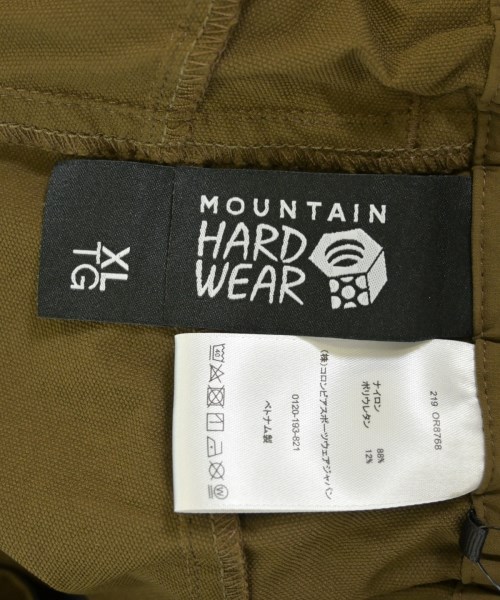 MOUNTAIN
HARD
WEAR
XL
TG
219 OR8768
ナイロン 88%
ポリウレタン 12%
(株)コロンビアスポーツウェアジャパン
0120-193-821
ベトナム製
40
W